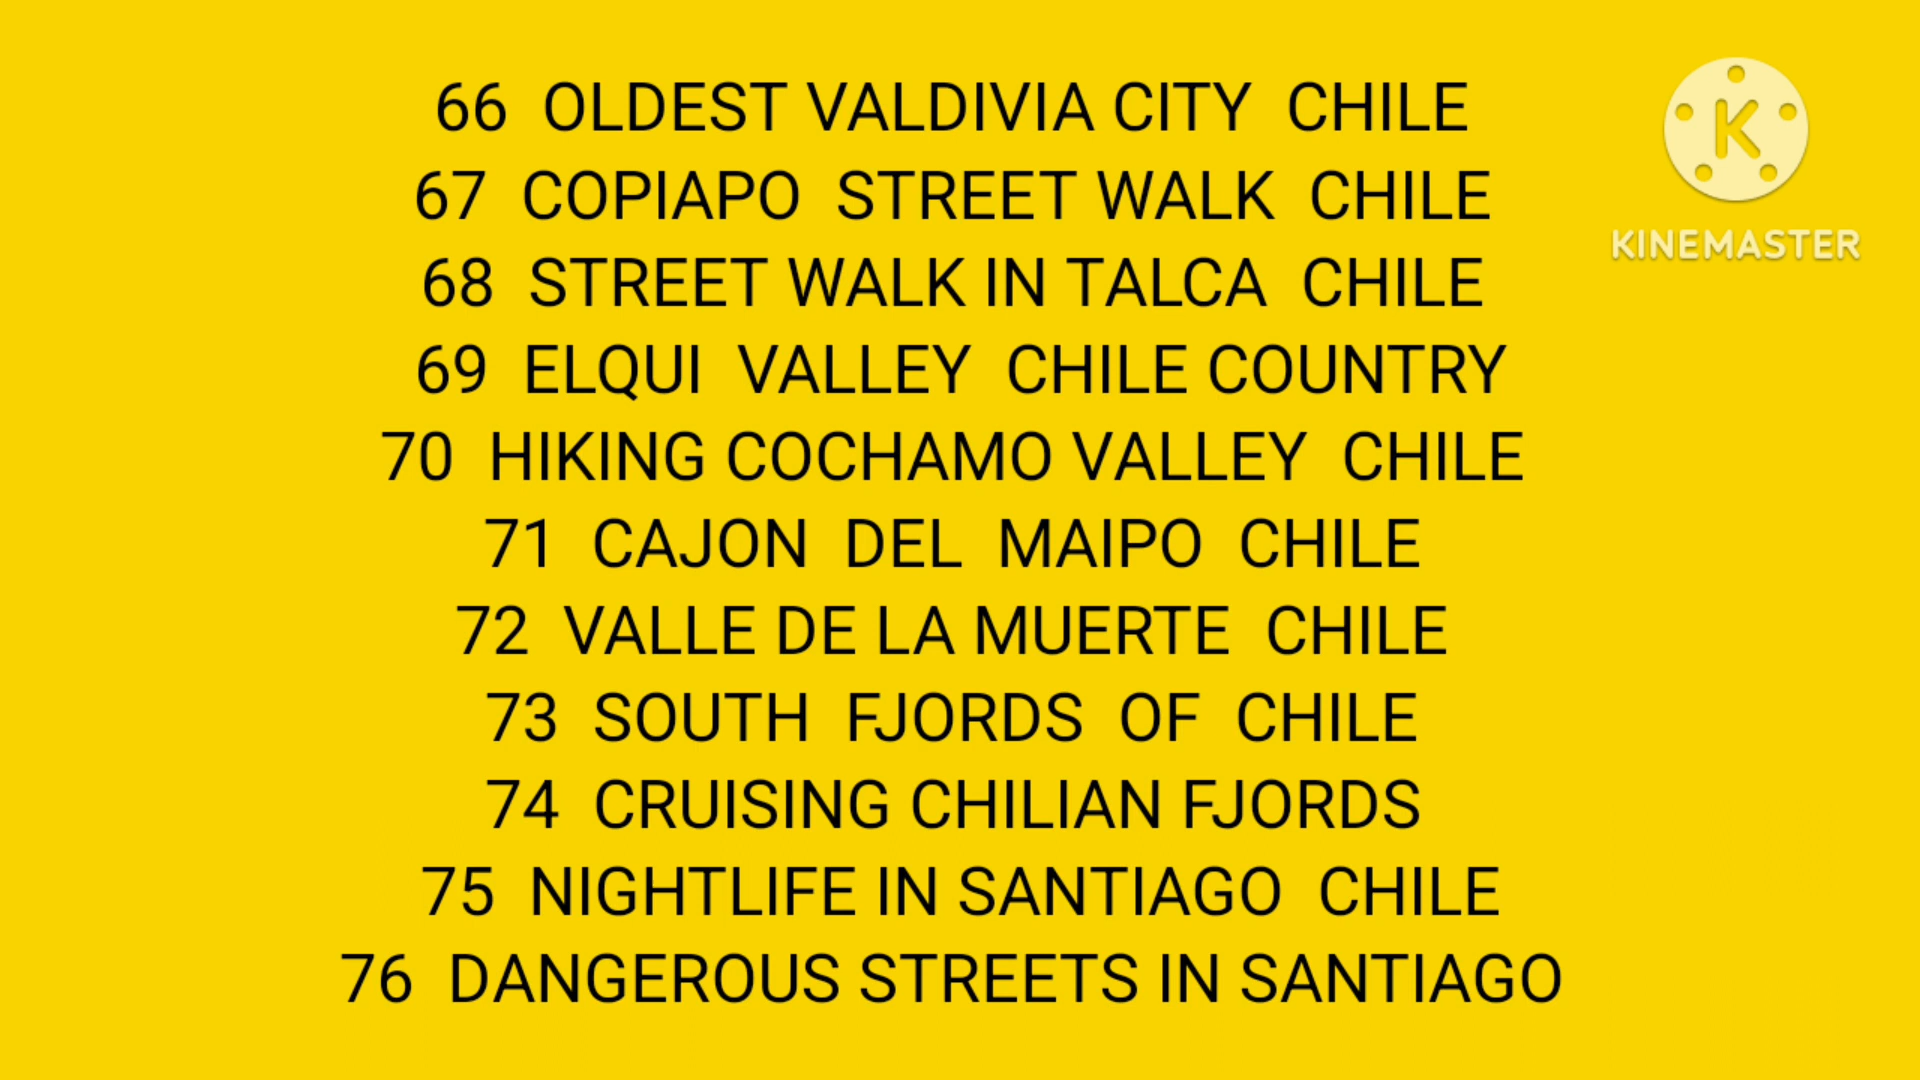 66 OLDEST VALDIVIA CITY CHILE
67 COPIAPO STREET WALK CHILE
68 STREET WALK IN TALCA CHILE
69 ELQUI VALLEY CHILE COUNTRY
70 HIKING COCHAMO VALLEY CHILE
71 CAJON DEL MAIPO CHILE
72 VALLE DE LA MUERTE CHILE
73 SOUTH FJORDS OF CHILE
74 CRUISING CHILIAN FJORDS
75 NIGHTLIFE IN SANTIAGO CHILE
76 DANGEROUS STREETS IN SANTIAGO
K
KINEMASTER